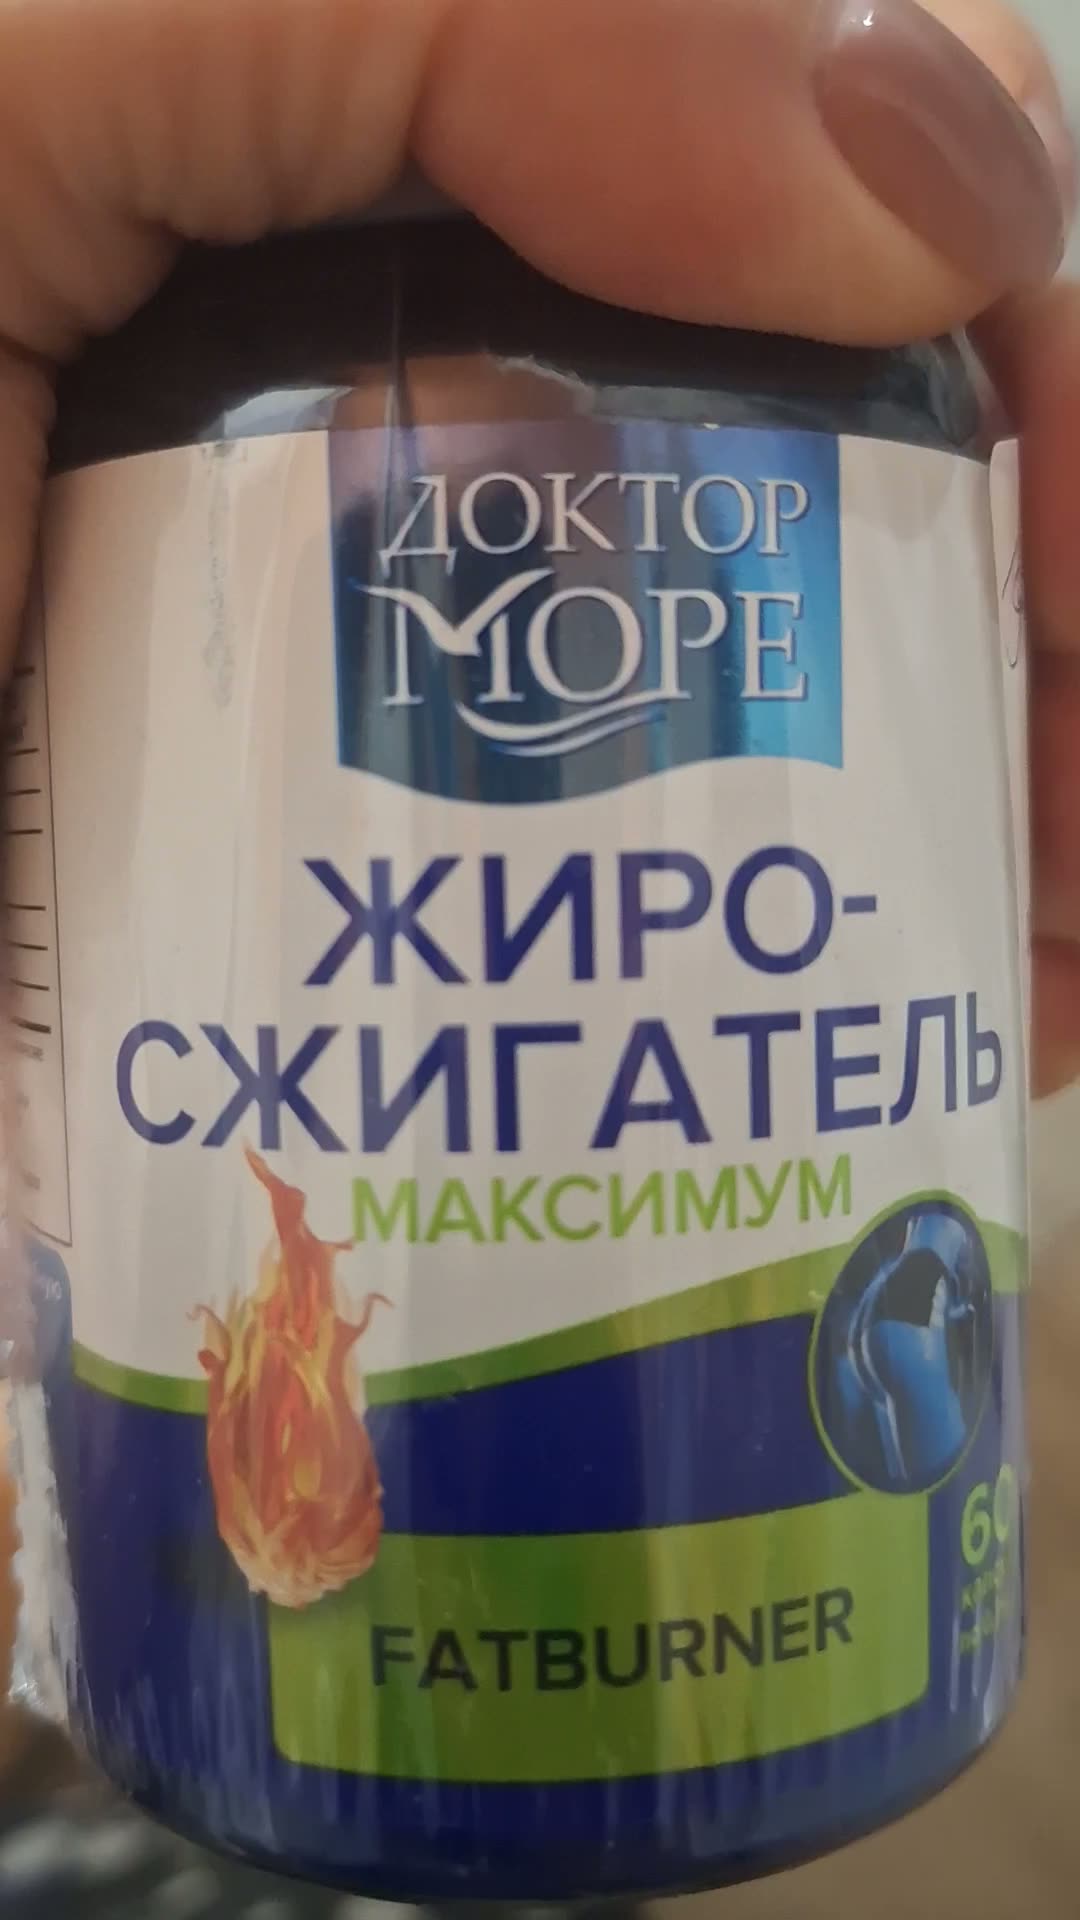 ДОКТОР
МОРЕ
ЖИРО-
СЖИГАТЕЛЬ
МАКСИМУМ
FATBURNER
60